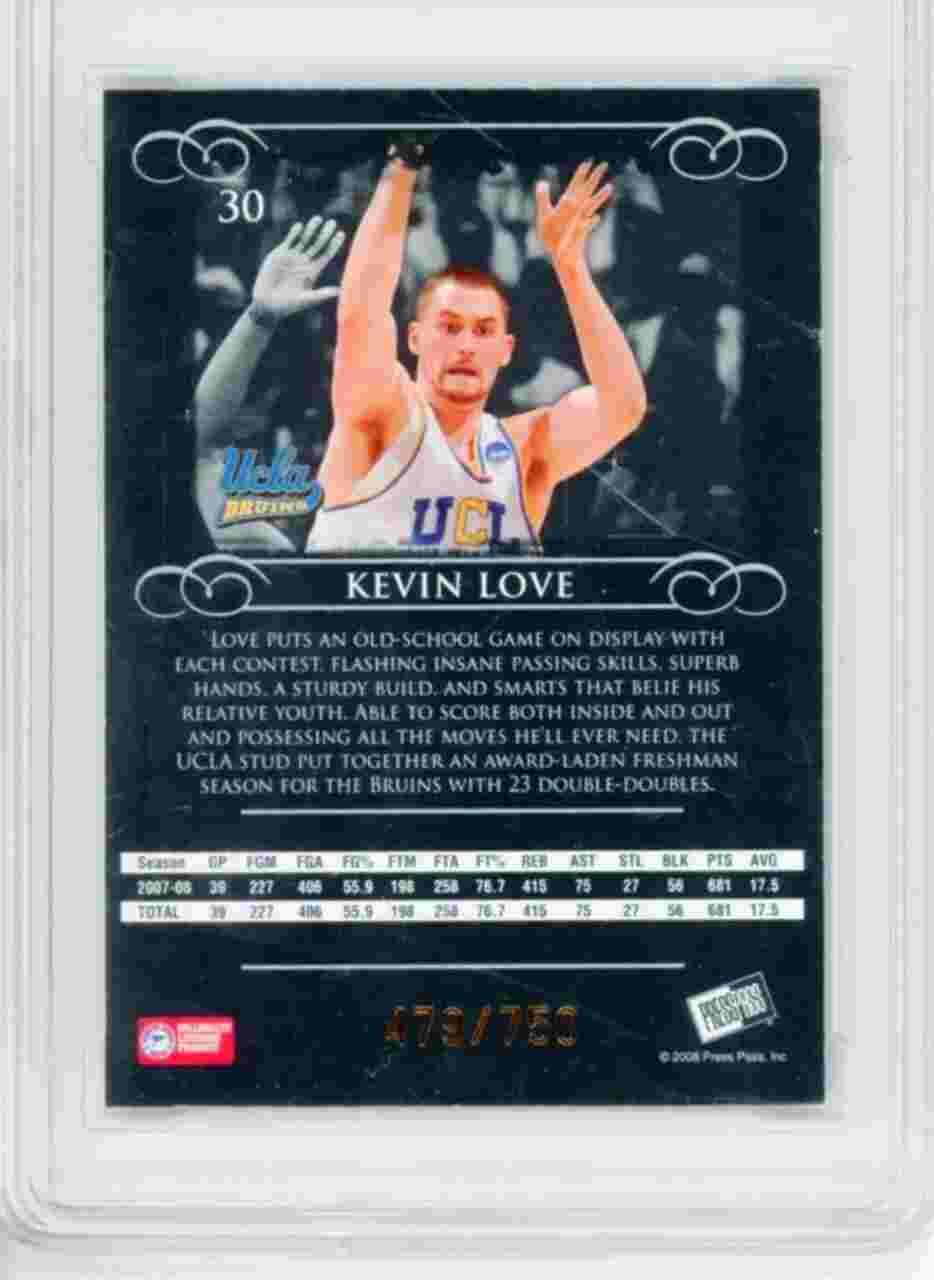 30
Ucla
BRUINS
UCL
KEVIN LOVE
LOVE PUTS AN OLD-SCHOOL GAME ON DISPLAY WITH
EACH CONTEST, FLASHING INSANE PASSING SKILLS, SUPERB
HANDS, A STURDY BUILD, AND SMARTS THAT BELIE HIS
RELATIVE YOUTH. ABLE TO SCORE BOTH INSIDE AND OUT
AND POSSESSING ALL THE MOVES HE'LL EVER NEED, THE
UCLA STUD PUT TOGETHER AN AWARD-LADEN FRESHMAN
SEASON FOR THE BRUINS WITH 23 DOUBLE-DOUBLES.
Season GP FGM FGA FG% FTM FTA FT% REB AST STL BLK PTS AVG
2007-08 39 227 406 55.9 198 258 76.7 415 75 27 56 681 17.5
TOTAL 39 227 406 55.9 198 258 76.7 415 75 27 56 681 17.5
479/750
COLLEGIATE
LICENSED
PRODUCT
© 2008 Press Pass, Inc